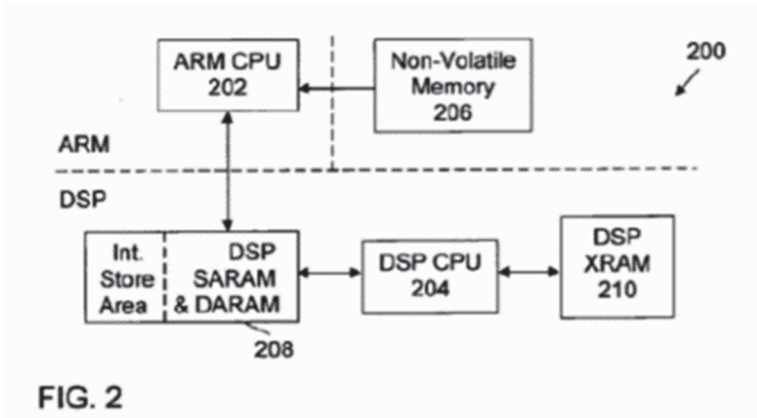 ARM CPU
202
Non-Volatile
Memory
206
200
ARM
DSP
Int.
Store
Area
DSP
SARAM
& DARAM
208
DSP CPU
204
DSP
XRAM
210
FIG. 2